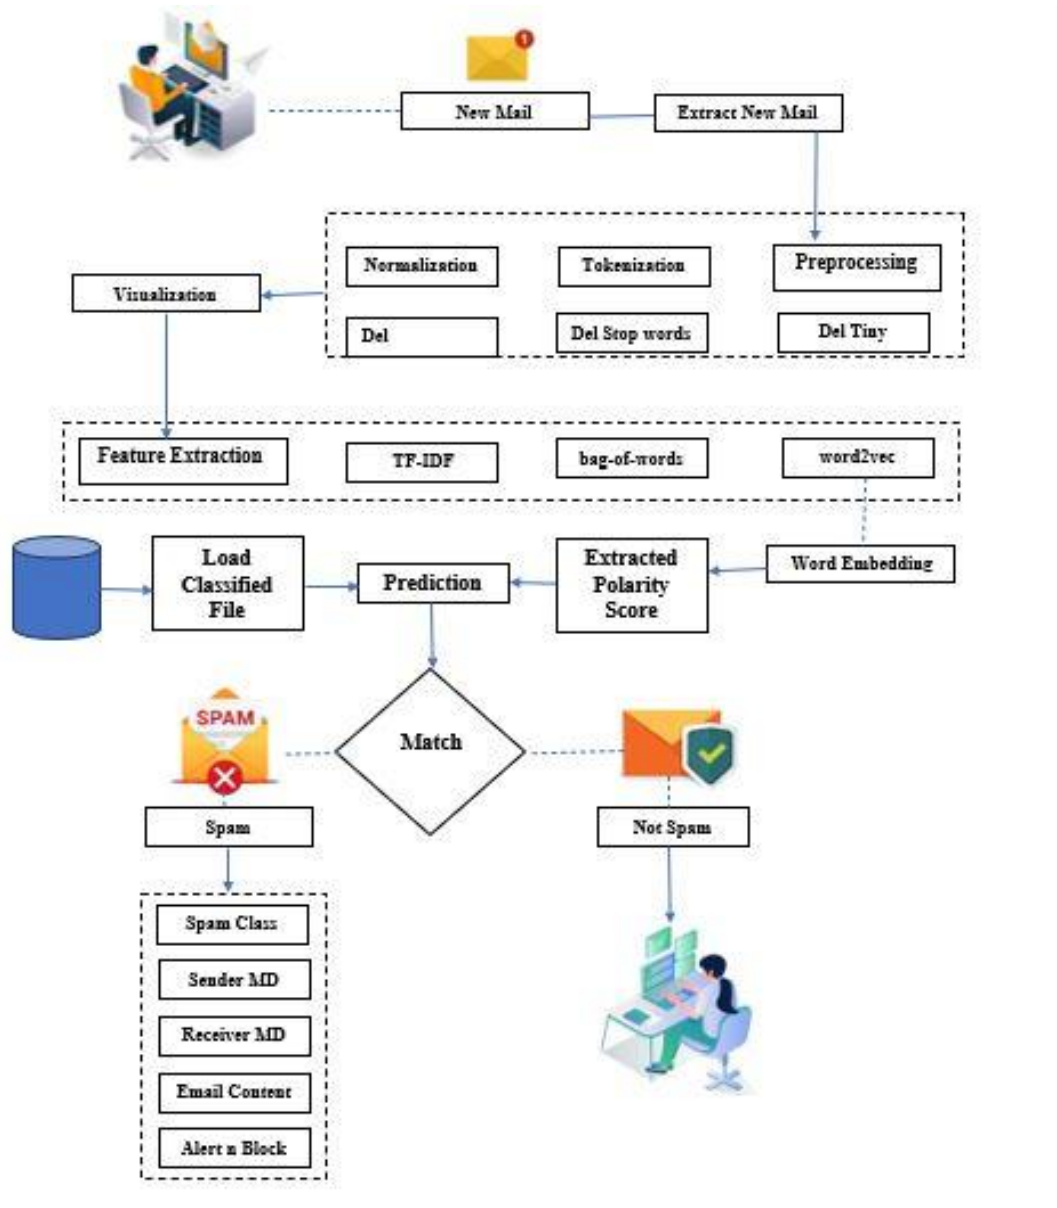 1
New Mail
Extract New Mail
Normalization
Tokenization
Preprocessing
Visualization
Del
Del Stop words
Del Tiny
Feature Extraction
TF-IDF
bag-of-words
word2vec
Load
Classified
File
Prediction
Extracted
Polarity
Score
Word Embedding
SPAM
Match
Spam
Not Spam
Spam Class
Sender MD
Receiver MD
Email Content
Alert n Block